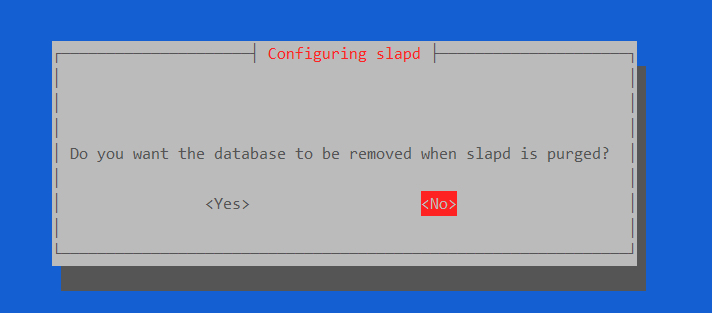 Configuring slapd
Do you want the database to be removed when slapd is purged?
<Yes> <No>